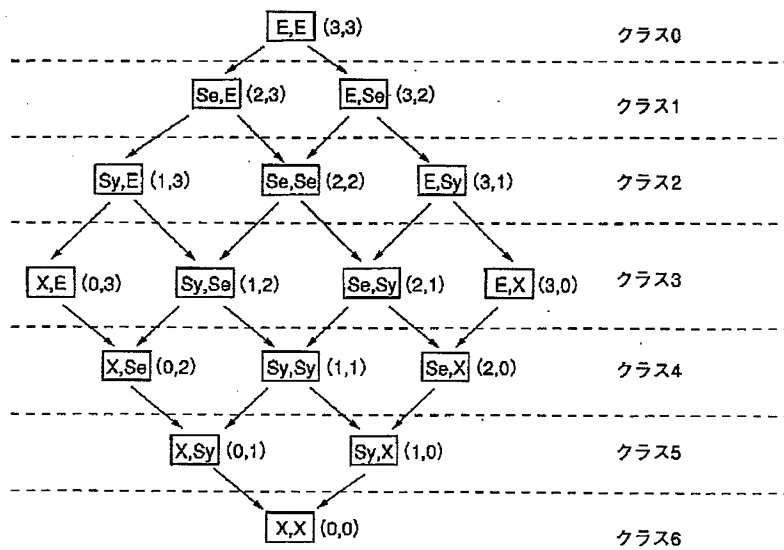 E,E (3,3) クラス0
Se,E (2,3) E,Se (3,2) クラス1
Sy,E (1,3) Se,Se (2,2) E,Sy (3,1) クラス2
X,E (0,3) Sy,Se (1,2) Se,Sy (2,1) E,X (3,0) クラス3
X,Se (0,2) Sy,Sy (1,1) Se,X (2,0) クラス4
X,Sy (0,1) Sy,X (1,0) クラス5
X,X (0,0) クラス6